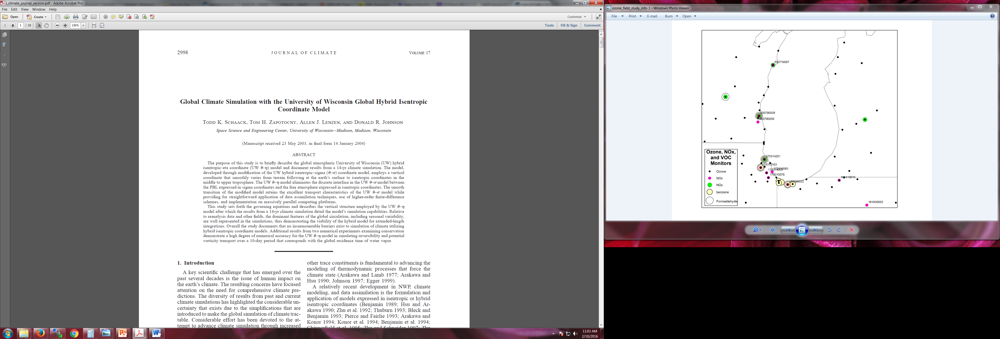 j_climate_journal_version.pdf - Adobe Acrobat Pro
File Edit View Window Help
Open Create Customize
1 / 19 150% Tools Fill & Sign Comment
2998 JOURNAL OF CLIMATE VOLUME 17
Global Climate Simulation with the University of Wisconsin Global Hybrid Isentropic
Coordinate Model
TODD K. SCHAACK, TOM H. ZAPOTOCNY, ALLEN J. LENZEN, AND DONALD R. JOHNSON
Space Science and Engineering Center, University of Wisconsin—Madison, Madison, Wisconsin
(Manuscript received 23 May 2003, in final form 14 January 2004)
ABSTRACT
The purpose of this study is to briefly describe the global atmospheric University of Wisconsin (UW) hybrid
isentropic–eta coordinate (UW θ–η) model and document results from a 14-yr climate simulation. The model,
developed through modification of the UW hybrid isentropic–sigma (θ–σ) coordinate model, employs a vertical
coordinate that smoothly varies from terrain following at the earth's surface to isentropic coordinates in the
middle to upper troposphere. The UW θ–η model eliminates the discrete interface in the UW θ–σ model between
the PBL expressed in sigma coordinates and the free atmosphere expressed in isentropic coordinates. The smooth
transition of the modified model retains the excellent transport characteristics of the UW θ–σ model while
providing for straightforward application of data assimilation techniques, use of higher-order finite-difference
schemes, and implementation on massively parallel computing platforms.
This study sets forth the governing equations and describes the vertical structure employed by the UW θ–η
model after which the results from a 14-yr climate simulation detail the model's simulation capabilities. Relative
to reanalysis data and other fields, the dominant features of the global circulation, including seasonal variability,
are well represented in the simulations, thus demonstrating the viability of the hybrid model for extended-length
integrations. Overall the study documents that no insurmountable barriers exist to simulation of climate utilizing
hybrid isentropic coordinate models. Additional results from two numerical experiments examining conservation
demonstrate a high degree of numerical accuracy for the UW θ–η model in simulating reversibility and potential
vorticity transport over a 10-day period that corresponds with the global residence time of water vapor.
1. Introduction
A key scientific challenge that has emerged over the
past several decades is the issue of human impact on
the earth's climate. The resulting concerns have focused
attention on the need for comprehensive climate pre-
dictions. The diversity of results from past and current
climate simulations has highlighted the considerable un-
certainty that exists due to the simplifications that are
introduced to make the global simulation of climate trac-
table. Considerable effort has been devoted to the at-
tempt to advance climate simulation through increased
other trace constituents is fundamental to advancing the
modeling of thermodynamic processes that force the
climate state (Arakawa and Lamb 1977; Arakawa and
Hsu 1990; Johnson 1997; Egger 1999).
A relatively recent development in NWP, climate
modeling, and data assimilation is the formulation and
application of models expressed in isentropic or hybrid
isentropic coordinates (Benjamin 1989; Hsu and Ar-
akawa 1990; Zhu et al. 1992; Thuburn 1993; Bleck and
Benjamin 1993; Pierce and Fairlie 1993; Arakawa and
Konor 1994; Konor et al. 1994; Benjamin et al. 1994;
Chipperfield et al. 1995; Zhu and Schneider 1997; Zhu
11:03 AM
2/10/2016
ozone_field_study_info-1 - Windows Photo Viewer
File Print E-mail Burn Open
550710007
550790026
550790056
170314201
170313103
170310063
170314002
170310076
180890022
181410015
181830003
Ozone, NOx,
and VOC
Monitors
Ozone
NOx
NOy
benzene
Formaldehyde